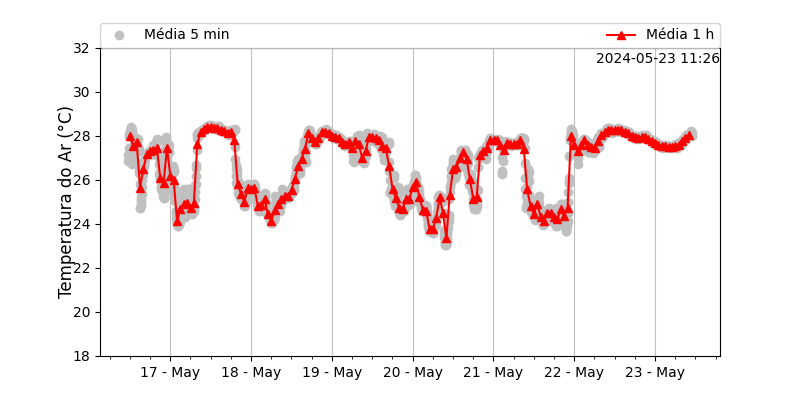 Média 5 min
Média 1 h
2024-05-23 11:26
Temperatura do Ar (°C)
32
30
28
26
24
22
20
18
17 - May
18 - May
19 - May
20 - May
21 - May
22 - May
23 - May